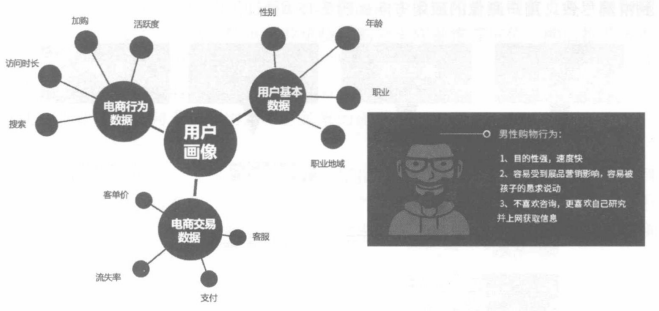 加购
活跃度
访问时长
搜索
电商行为
数据
性别
年龄
职业
职业地域
用户基本
数据
用户
画像
客单价
流失率
支付
客服
电商交易
数据
男性购物行为：
1、目的性强，速度快
2、容易受到展品营销影响，容易被
孩子的恳求说动
3、不喜欢咨询，更喜欢自己研究
并上网获取信息